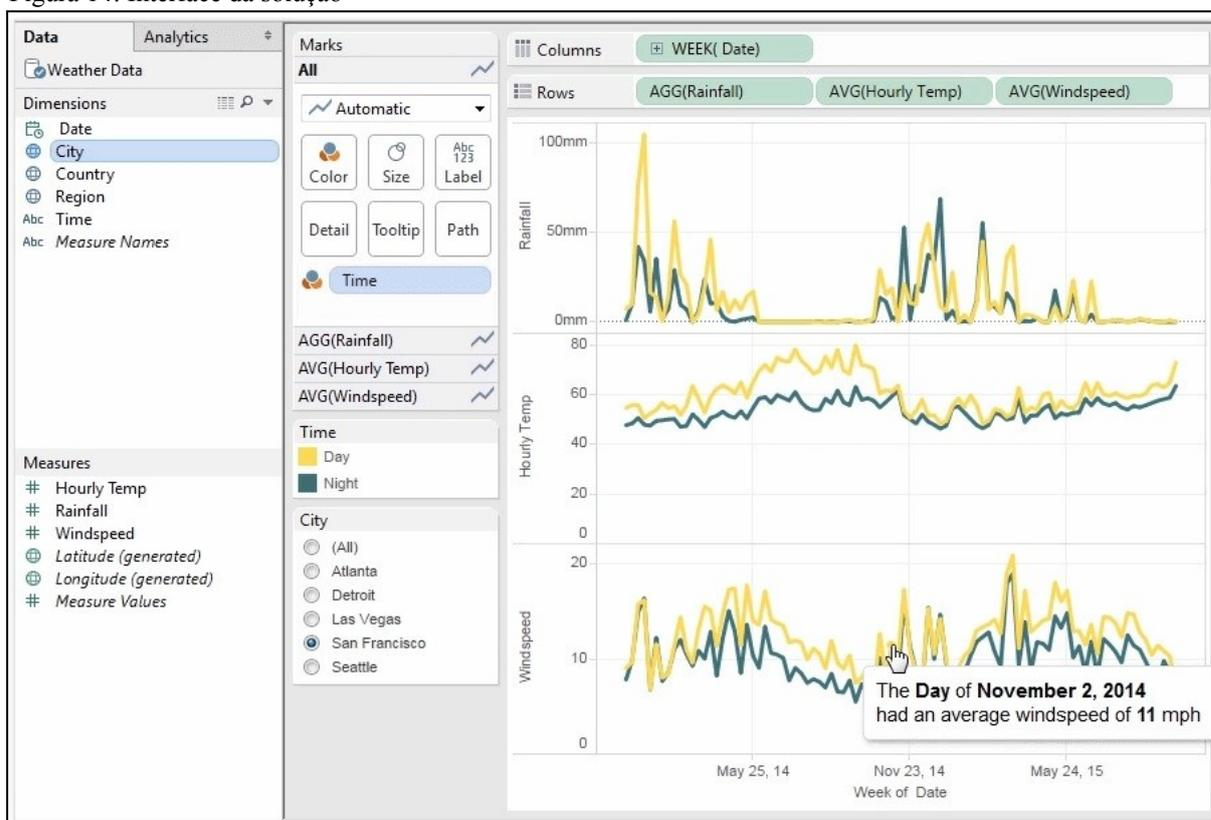 Figura 14: Interface da solução
Data
Analytics
Weather Data
Dimensions
Date
City
Country
Region
Abc Time
Abc Measure Names
Measures
# Hourly Temp
# Rainfall
# Windspeed
Latitude (generated)
Longitude (generated)
# Measure Values
Marks
All
Automatic
Color
Size
Abc
123
Label
Detail
Tooltip
Path
Time
AGG(Rainfall)
AVG(Hourly Temp)
AVG(Windspeed)
Time
Day
Night
City
(All)
Atlanta
Detroit
Las Vegas
San Francisco
Seattle
Columns
WEEK( Date)
Rows
AGG(Rainfall)
AVG(Hourly Temp)
AVG(Windspeed)
Rainfall
100mm
50mm
0mm
Hourly Temp
80
60
40
20
0
Windspeed
20
10
0
The Day of November 2, 2014
had an average windspeed of 11 mph
May 25, 14
Nov 23, 14
May 24, 15
Week of Date